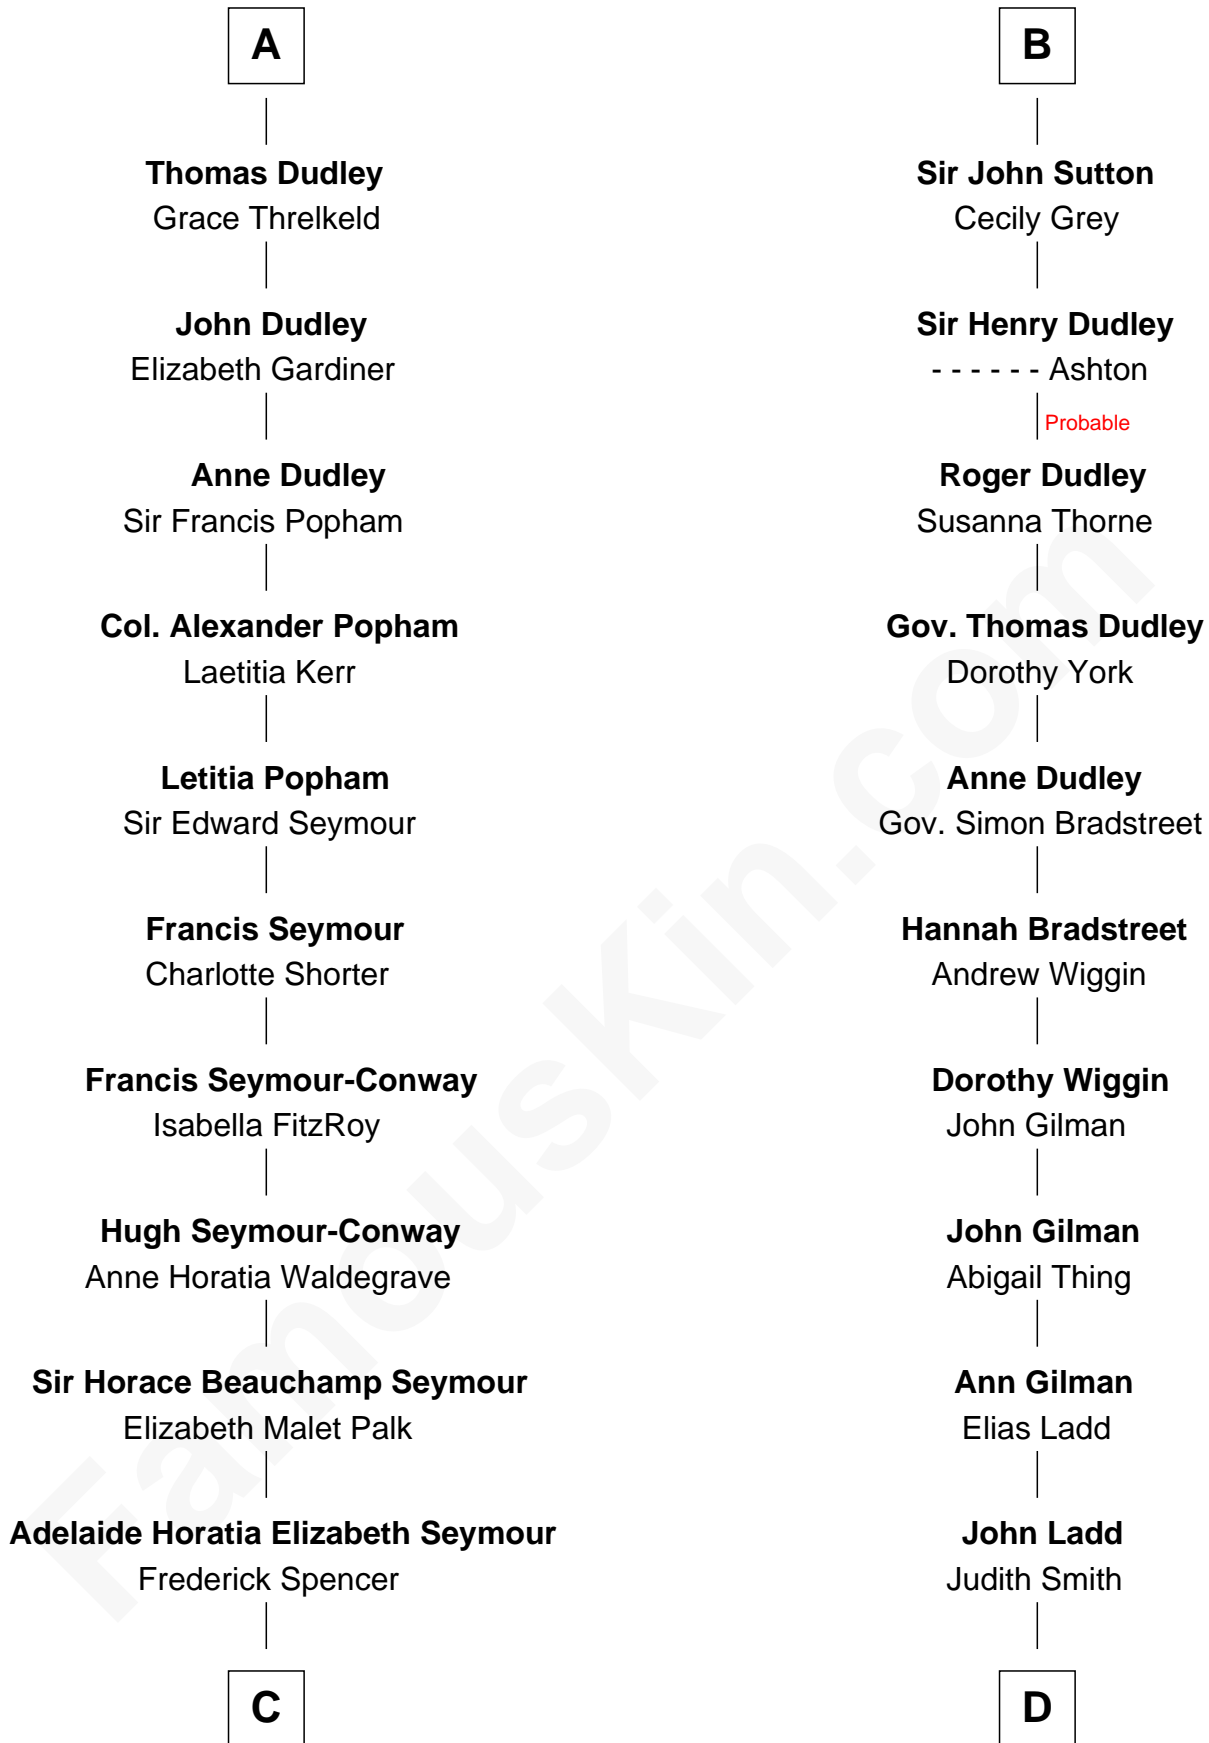 A
Thomas Dudley
Grace Threlkeld
John Dudley
Elizabeth Gardiner
Anne Dudley
Sir Francis Popham
Col. Alexander Popham
Laetitia Kerr
Letitia Popham
Sir Edward Seymour
Francis Seymour
Charlotte Shorter
Francis Seymour-Conway
Isabella FitzRoy
Hugh Seymour-Conway
Anne Horatia Waldegrave
Sir Horace Beauchamp Seymour
Elizabeth Malet Palk
Adelaide Horatia Elizabeth Seymour
Frederick Spencer
C
B
Sir John Sutton
Cecily Grey
Sir Henry Dudley
- - - - - - Ashton
Probable
Roger Dudley
Susanna Thorne
Gov. Thomas Dudley
Dorothy York
Anne Dudley
Gov. Simon Bradstreet
Hannah Bradstreet
Andrew Wiggin
Dorothy Wiggin
John Gilman
John Gilman
Abigail Thing
Ann Gilman
Elias Ladd
John Ladd
Judith Smith
D
FamousKin.com